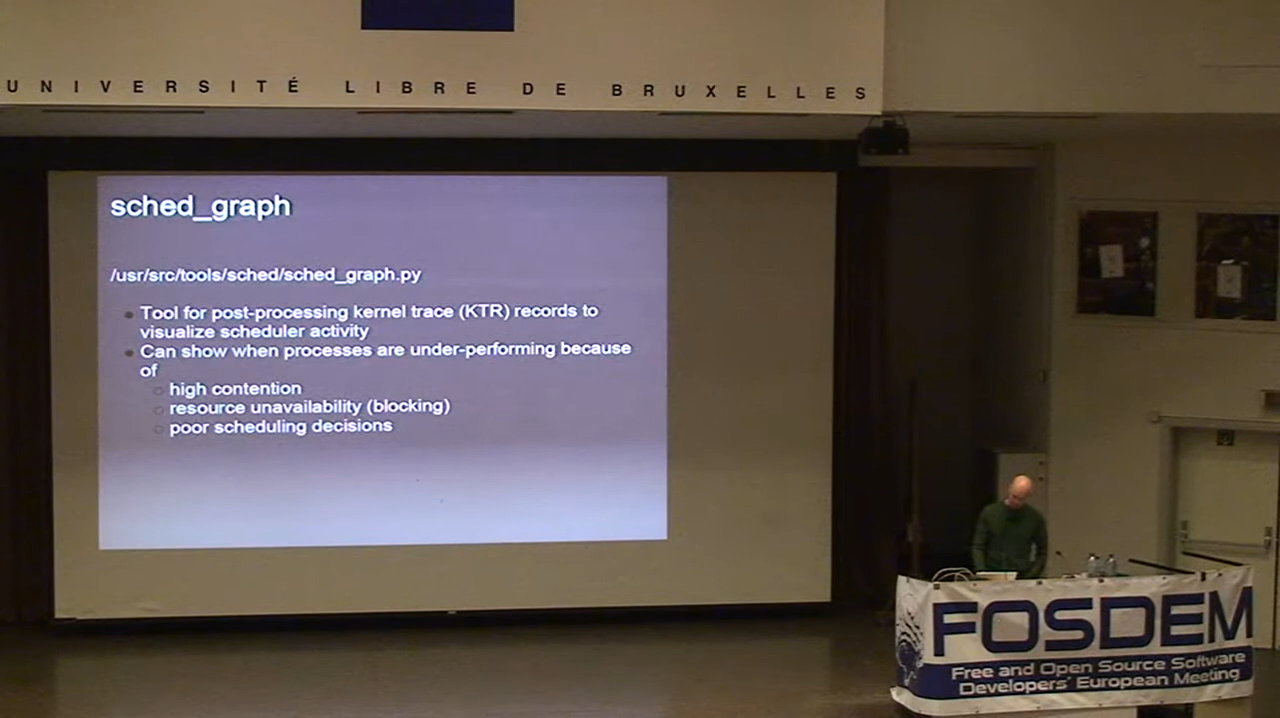 UNIVERSITÉ LIBRE DE BRUXELLES
sched_graph
/usr/src/tools/sched/sched_graph.py
Tool for post-processing kernel trace (KTR) records to
visualize scheduler activity
Can show when processes are under-performing because
of
high contention
resource unavailability (blocking)
poor scheduling decisions
FOSDEM
Free and Open Source Software
Developers' European Meeting